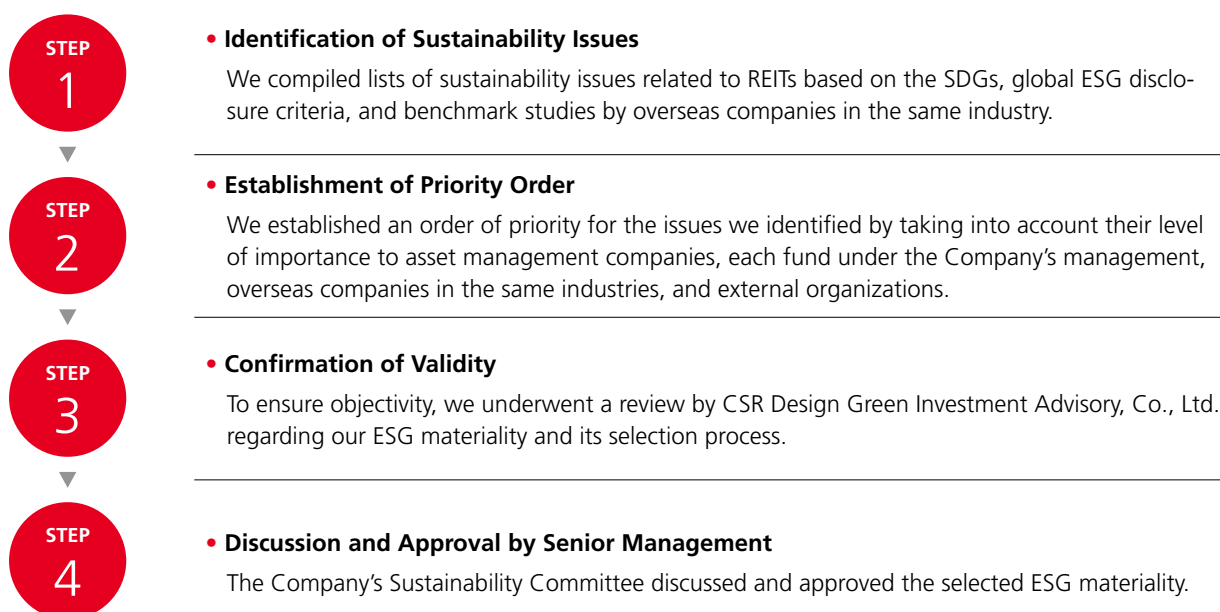 STEP
1
• Identification of Sustainability Issues
We compiled lists of sustainability issues related to REITs based on the SDGs, global ESG disclo-
sure criteria, and benchmark studies by overseas companies in the same industry.
STEP
2
• Establishment of Priority Order
We established an order of priority for the issues we identified by taking into account their level
of importance to asset management companies, each fund under the Company’s management,
overseas companies in the same industries, and external organizations.
STEP
3
• Confirmation of Validity
To ensure objectivity, we underwent a review by CSR Design Green Investment Advisory, Co., Ltd.
regarding our ESG materiality and its selection process.
STEP
4
• Discussion and Approval by Senior Management
The Company’s Sustainability Committee discussed and approved the selected ESG materiality.